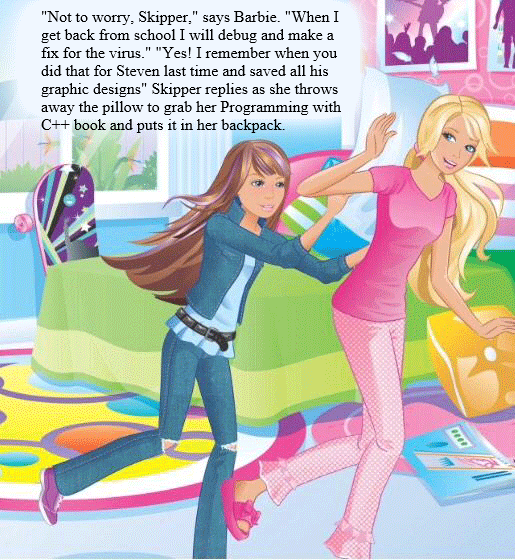 "Not to worry, Skipper," says Barbie. "When I
get back from school I will debug and make a
fix for the virus." "Yes! I remember when you
did that for Steven last time and saved all his
graphic designs" Skipper replies as she throws
away the pillow to grab her Programming with
C++ book and puts it in her backpack.